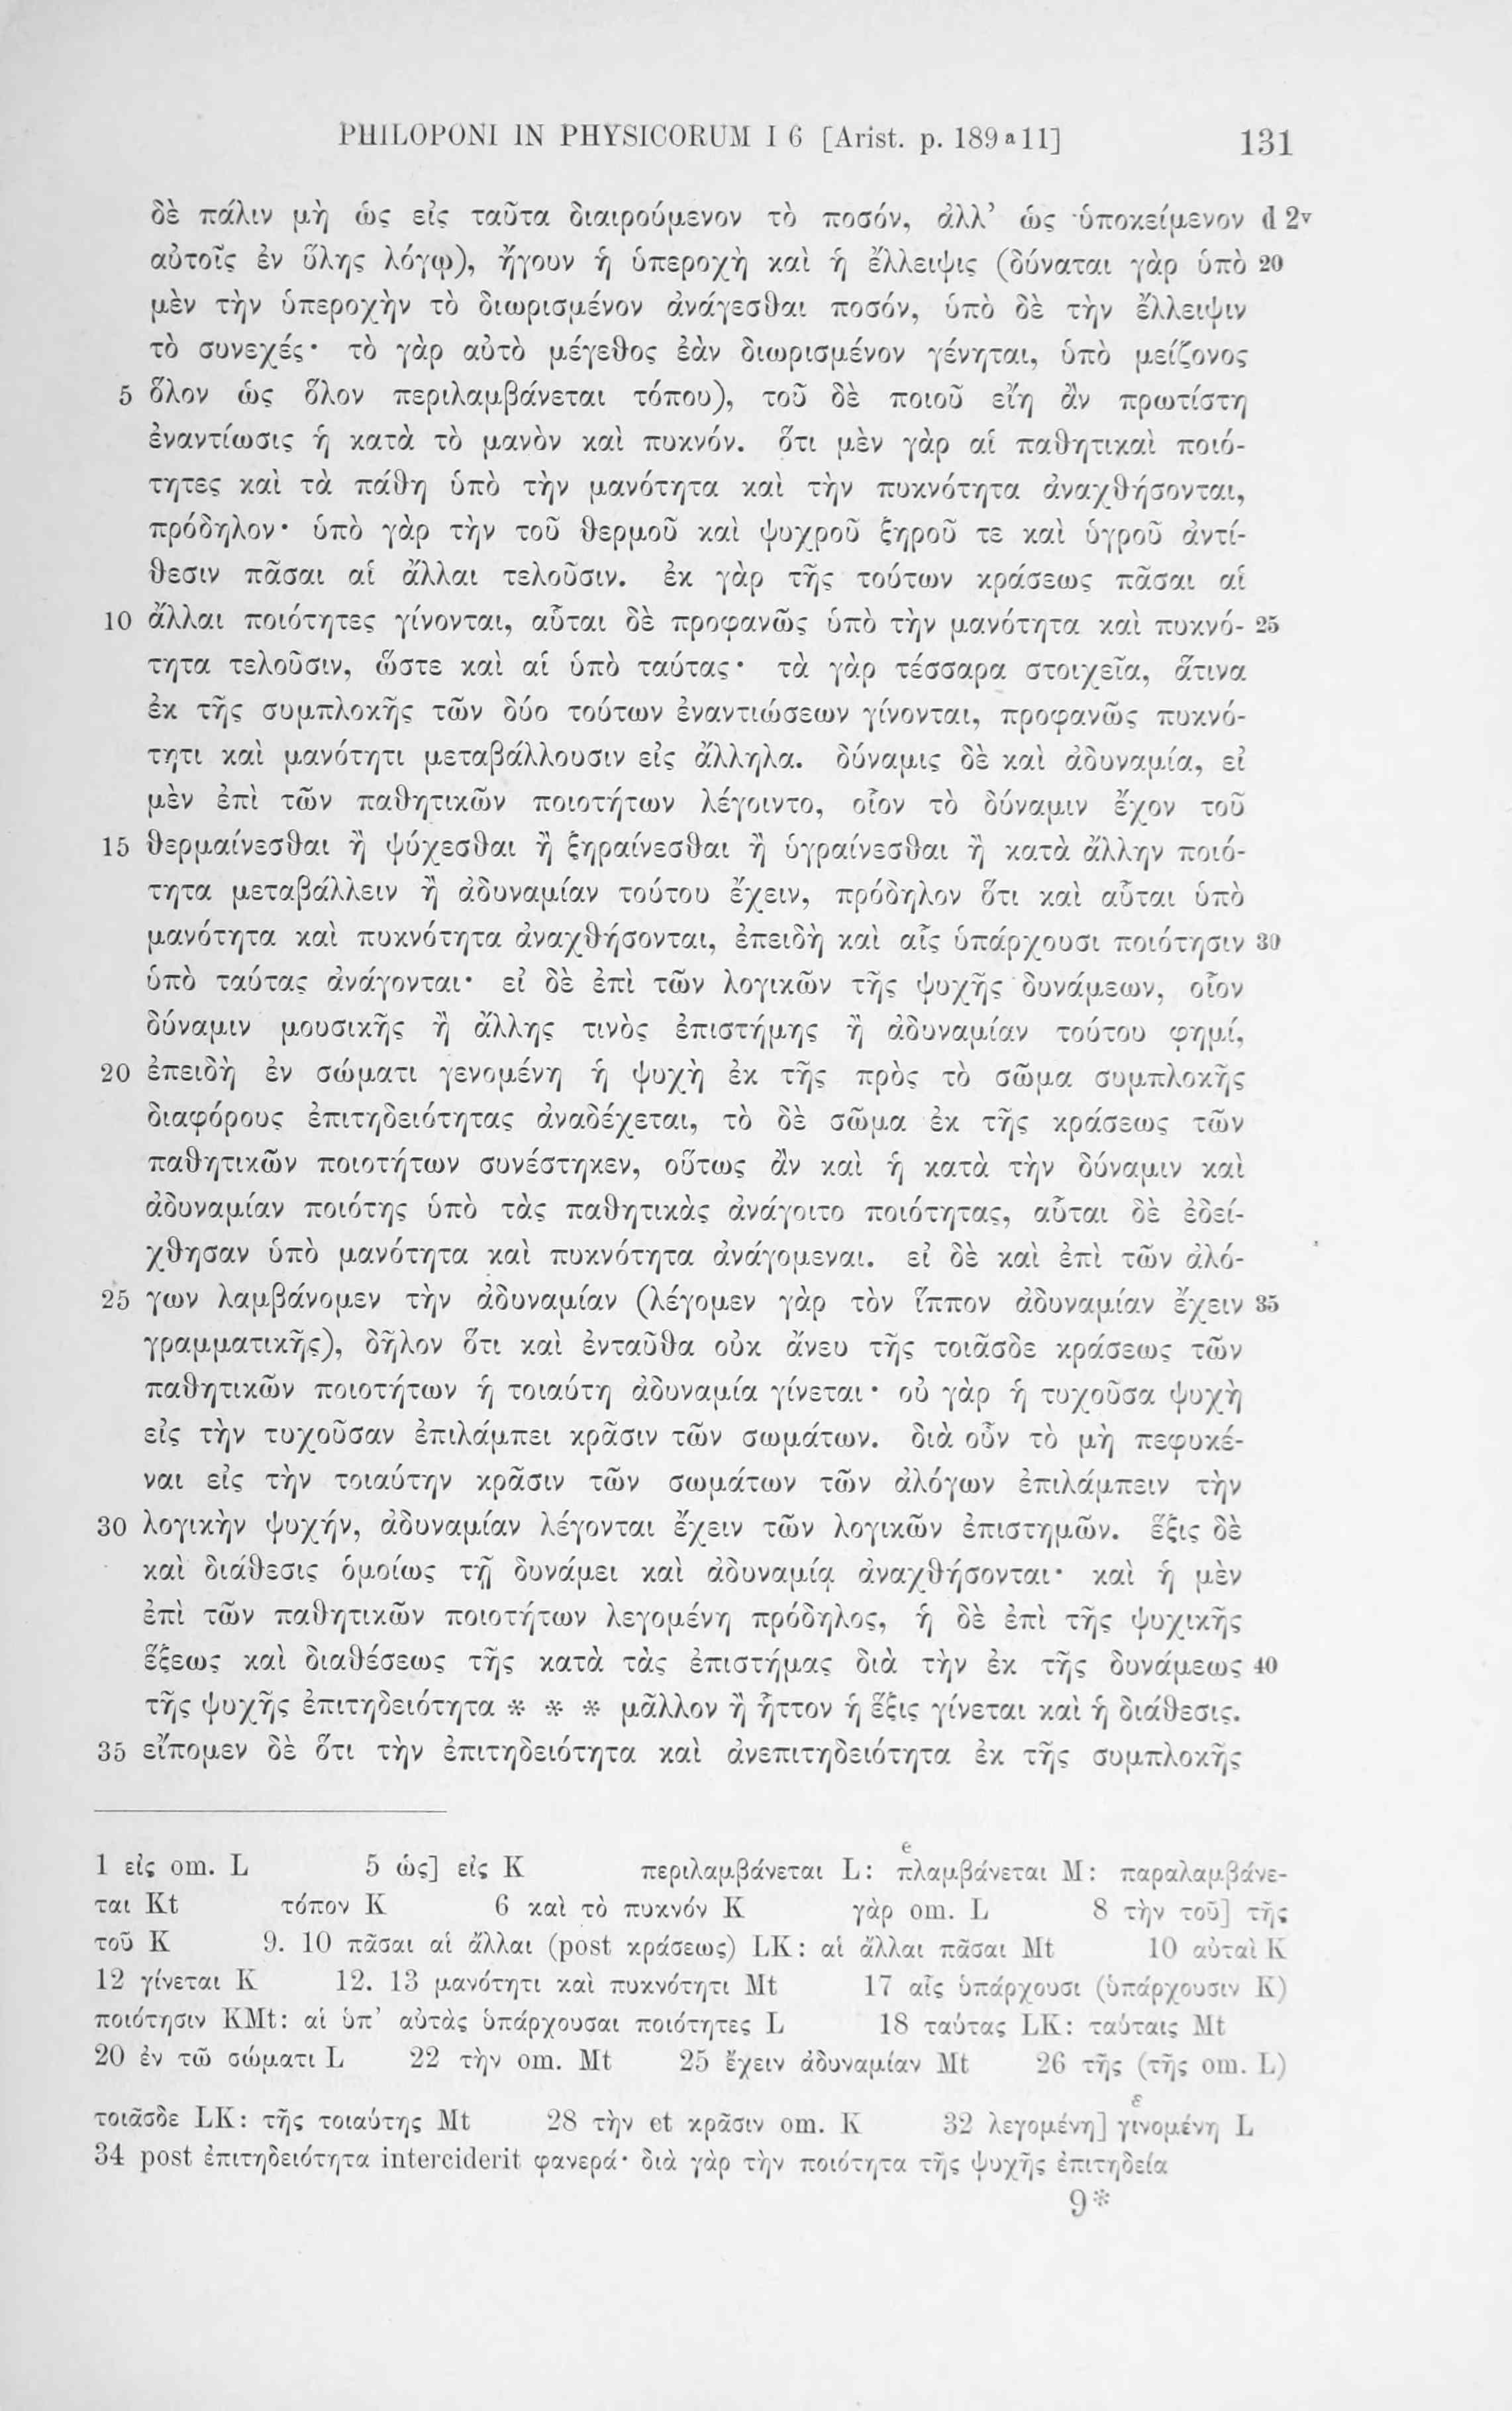 PHILOPONI IN PHYSICORUM I 6 [Arist. p. 189ª11] 131
δὲ πάλιν μὴ ὡς εἰς ταῦτα διαιρούμενον τὸ ποσόν, ἀλλ’ ὡς ὑποκείμενον d 2v
αὐτοῖς ἐν ὕλης λόγῳ), ἤγουν ἡ ὑπεροχὴ καὶ ἡ ἔλλειψις (δύναται γὰρ ὑπὸ 20
μὲν τὴν ὑπεροχὴν τὸ διωρισμένον ἀνάγεσθαι ποσόν, ὑπὸ δὲ τὴν ἔλλειψιν
τὸ συνεχές· τὸ γὰρ αὐτὸ μέγεθος ἐὰν διωρισμένον γένηται, ὑπὸ μείζονος
5 ὅλον ὡς ὅλον περιλαμβάνεται τόπου), τοῦ δὲ ποιοῦ εἴη ἂν πρωτίστη
ἐναντίωσις ἡ κατὰ τὸ μανὸν καὶ πυκνόν. ὅτι μὲν γὰρ αἱ παθητικαὶ ποιό-
τητες καὶ τὰ πάθη ὑπὸ τὴν μανότητα καὶ τὴν πυκνότητα ἀναχθήσονται,
πρόδηλον· ὑπὸ γὰρ τὴν τοῦ θερμοῦ καὶ ψυχροῦ ξηροῦ τε καὶ ὑγροῦ ἀντί-
θεσιν πᾶσαι αἱ ἄλλαι τελοῦσιν. ἐκ γὰρ τῆς τούτων κράσεως πᾶσαι αἱ
10 ἄλλαι ποιότητες γίνονται, αὗται δὲ προφανῶς ὑπὸ τὴν μανότητα καὶ πυκνό- 25
τητα τελοῦσιν, ὥστε καὶ αἱ ὑπὸ ταύτας· τὰ γὰρ τέσσαρα στοιχεῖα, ἅτινα
ἐκ τῆς συμπλοκῆς τῶν δύο τούτων ἐναντιώσεων γίνονται, προφανῶς πυκνό-
τητι καὶ μανότητι μεταβάλλουσιν εἰς ἄλληλα. δύναμις δὲ καὶ ἀδυναμία, εἰ
μὲν ἐπὶ τῶν παθητικῶν ποιοτήτων λέγοιντο, οἷον τὸ δύναμιν ἔχον τοῦ
15 θερμαίνεσθαι ἢ ψύχεσθαι ἢ ξηραίνεσθαι ἢ ὑγραίνεσθαι ἢ κατὰ ἄλλην ποιό-
τητα μεταβάλλειν ἢ ἀδυναμίαν τούτου ἔχειν, πρόδηλον ὅτι καὶ αὗται ὑπὸ
μανότητα καὶ πυκνότητα ἀναχθήσονται, ἐπειδὴ καὶ αἷς ὑπάρχουσι ποιότησιν 30
ὑπὸ ταύτας ἀνάγονται· εἰ δὲ ἐπὶ τῶν λογικῶν τῆς ψυχῆς δυνάμεων, οἷον
δύναμιν μουσικῆς ἢ ἄλλης τινὸς ἐπιστήμης ἢ ἀδυναμίαν τούτου φημί,
20 ἐπειδὴ ἐν σώματι γενομένη ἡ ψυχὴ ἐκ τῆς πρὸς τὸ σῶμα συμπλοκῆς
διαφόρους ἐπιτηδειότητας ἀναδέχεται, τὸ δὲ σῶμα ἐκ τῆς κράσεως τῶν
παθητικῶν ποιοτήτων συνέστηκεν, οὕτως ἂν καὶ ἡ κατὰ τὴν δύναμιν καὶ
ἀδυναμίαν ποιότης ὑπὸ τὰς παθητικὰς ἀνάγοιτο ποιότητας, αὗται δὲ ἐδεί-
χθησαν ὑπὸ μανότητα καὶ πυκνότητα ἀνάγομεναι. εἰ δὲ καὶ ἐπὶ τῶν ἀλό-
25 γων λαμβάνομεν τὴν ἀδυναμίαν (λέγομεν γὰρ τὸν ἵππον ἀδυναμίαν ἔχειν 35
γραμματικῆς), δῆλον ὅτι καὶ ἐνταῦθα οὐκ ἄνευ τῆς τοιᾶσδε κράσεως τῶν
παθητικῶν ποιοτήτων ἡ τοιαύτη ἀδυναμία γίνεται· οὐ γὰρ ἡ τυχοῦσα ψυχὴ
εἰς τὴν τυχοῦσαν ἐπιλάμπει κρᾶσιν τῶν σωμάτων. διὰ οὖν τὸ μὴ πεφυκέ-
ναι εἰς τὴν τοιαύτην κρᾶσιν τῶν σωμάτων τῶν ἀλόγων ἐπιλάμπειν τὴν
30 λογικὴν ψυχήν, ἀδυναμίαν λέγονται ἔχειν τῶν λογικῶν ἐπιστημῶν. ἕξις δὲ
καὶ διάθεσις ὁμοίως τῇ δυνάμει καὶ ἀδυναμίᾳ ἀναχθήσονται· καὶ ἡ μὲν
ἐπὶ τῶν παθητικῶν ποιοτήτων λεγομένη πρόδηλος, ἡ δὲ ἐπὶ τῆς ψυχικῆς
ἕξεως καὶ διαθέσεως τῆς κατὰ τὰς ἐπιστήμας διὰ τὴν ἐκ τῆς δυνάμεως 40
τῆς ψυχῆς ἐπιτηδειότητα * * * μᾶλλον ἢ ἧττον ἡ ἕξις γίνεται καὶ ἡ διάθεσις.
35 εἴπομεν δὲ ὅτι τὴν ἐπιτηδειότητα καὶ ἀνεπιτηδειότητα ἐκ τῆς συμπλοκῆς
1 εἰς om. L 5 ὡς] εἰς K περιλαμβάνεται L: πͤλαμβάνεται M: παραλαμβάνε-
ται Kt τόπον K 6 καὶ τὸ πυκνόν K γὰρ om. L 8 τὴν τοῦ] τῆς
τοῦ K 9. 10 πᾶσαι αἱ ἄλλαι (post κράσεως) LK: αἱ ἄλλαι πᾶσαι Mt 10 αὐταὶ K
12 γίνεται K 12. 13 μανότητι καὶ πυκνότητι Mt 17 αἷς ὑπάρχουσι (ὑπάρχουσιν K)
ποιότησιν KMt: αἱ ὑπ’ αὐτὰς ὑπάρχουσαι ποιότητες L 18 ταύτας LK: ταύταις Mt
20 ἐν τῶ σώματι L 22 τὴν om. Mt 25 ἔχειν ἀδυναμίαν Mt 26 τῆς (τῆς om. L)
τοιᾶσδε LK: τῆς τοιαύτης Mt 28 τὴν et κρᾶσιν om. K 32 λεγομένη] γινομένη L
34 post ἐπιτηδειότητα interciderit φανερά· διὰ γὰρ τὴν ποιότητα τῆς ψυχῆς ἐπιτηδεία
9*